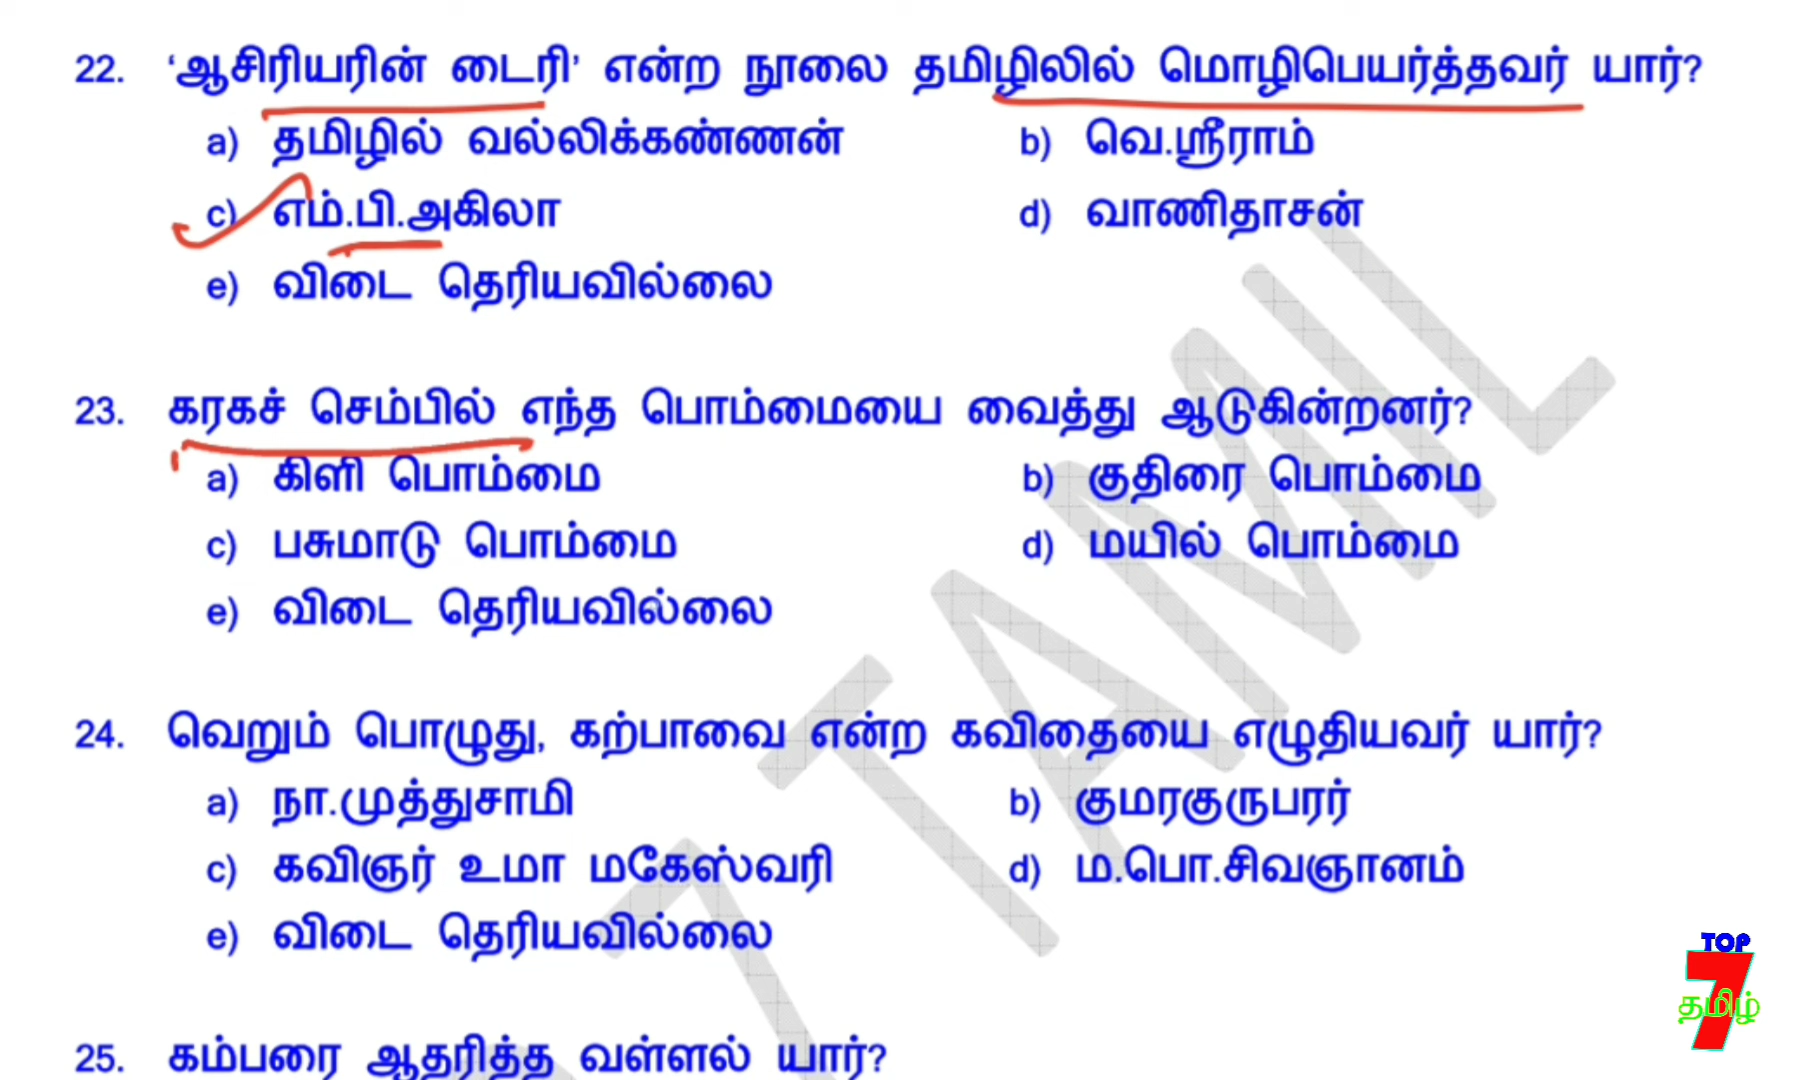 22. ‘ஆசிரியரின் டைரி’ என்ற நூலை தமிழிலில் மொழிபெயர்த்தவர் யார்?
a) தமிழில் வல்லிக்கண்ணன் b) வெ.ஸ்ரீராம்
c) எம்.பி.அகிலா d) வாணிதாசன்
e) விடை தெரியவில்லை
23. கரகச் செம்பில் எந்த பொம்மையை வைத்து ஆடுகின்றனர்?
a) கிளி பொம்மை b) குதிரை பொம்மை
c) பசுமாடு பொம்மை d) மயில் பொம்மை
e) விடை தெரியவில்லை
24. வெறும் பொழுது, கற்பாவை என்ற கவிதையை எழுதியவர் யார்?
a) நா.முத்துசாமி b) குமரகுருபரர்
c) கவிஞர் உமா மகேஸ்வரி d) ம.பொ.சிவஞானம்
e) விடை தெரியவில்லை
25. கம்பரை ஆதரித்த வள்ளல் யார்?
7 TAMIL
TOP
7
தமிழ்